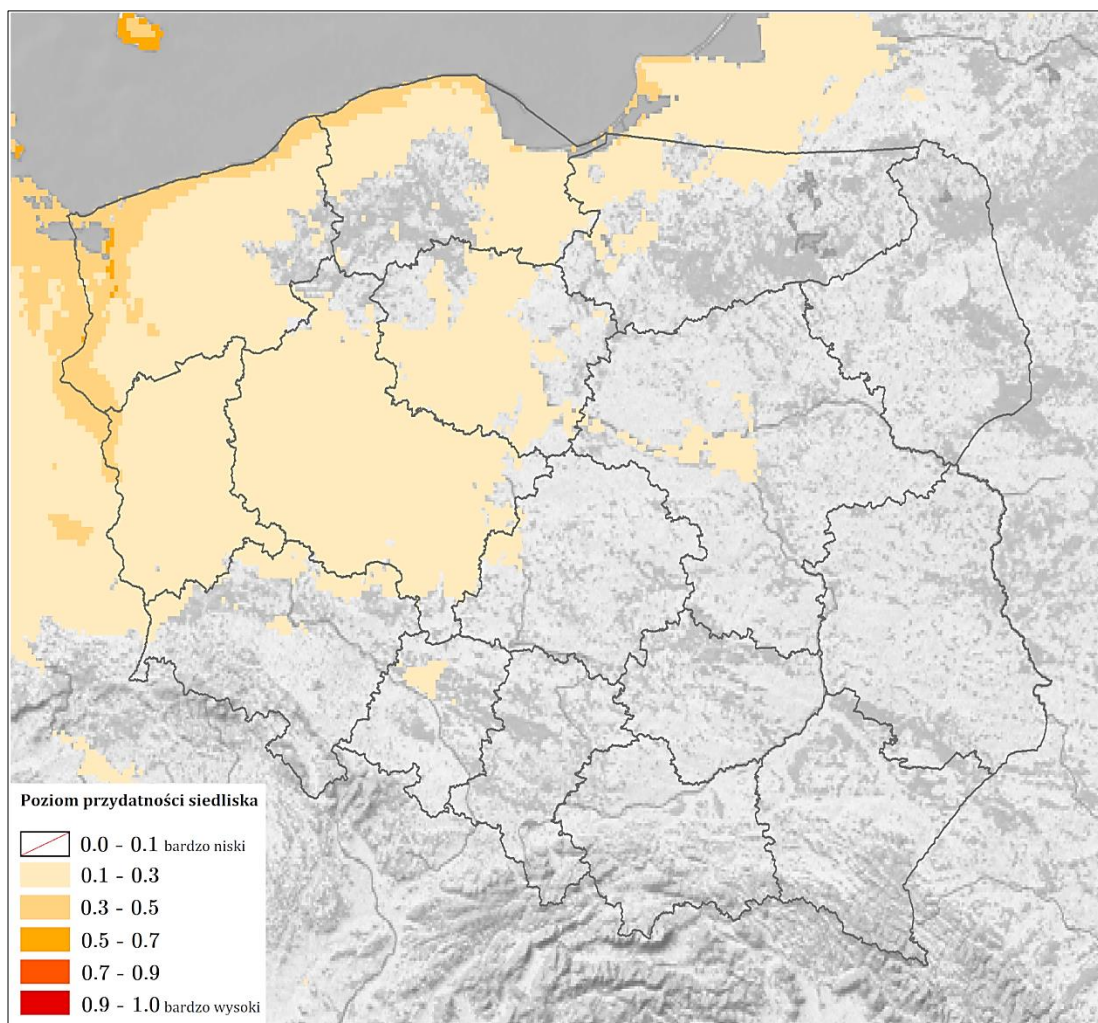 Poziom przydatności siedliska
0.0 - 0.1 bardzo niski
0.1 - 0.3
0.3 - 0.5
0.5 - 0.7
0.7 - 0.9
0.9 - 1.0 bardzo wysoki